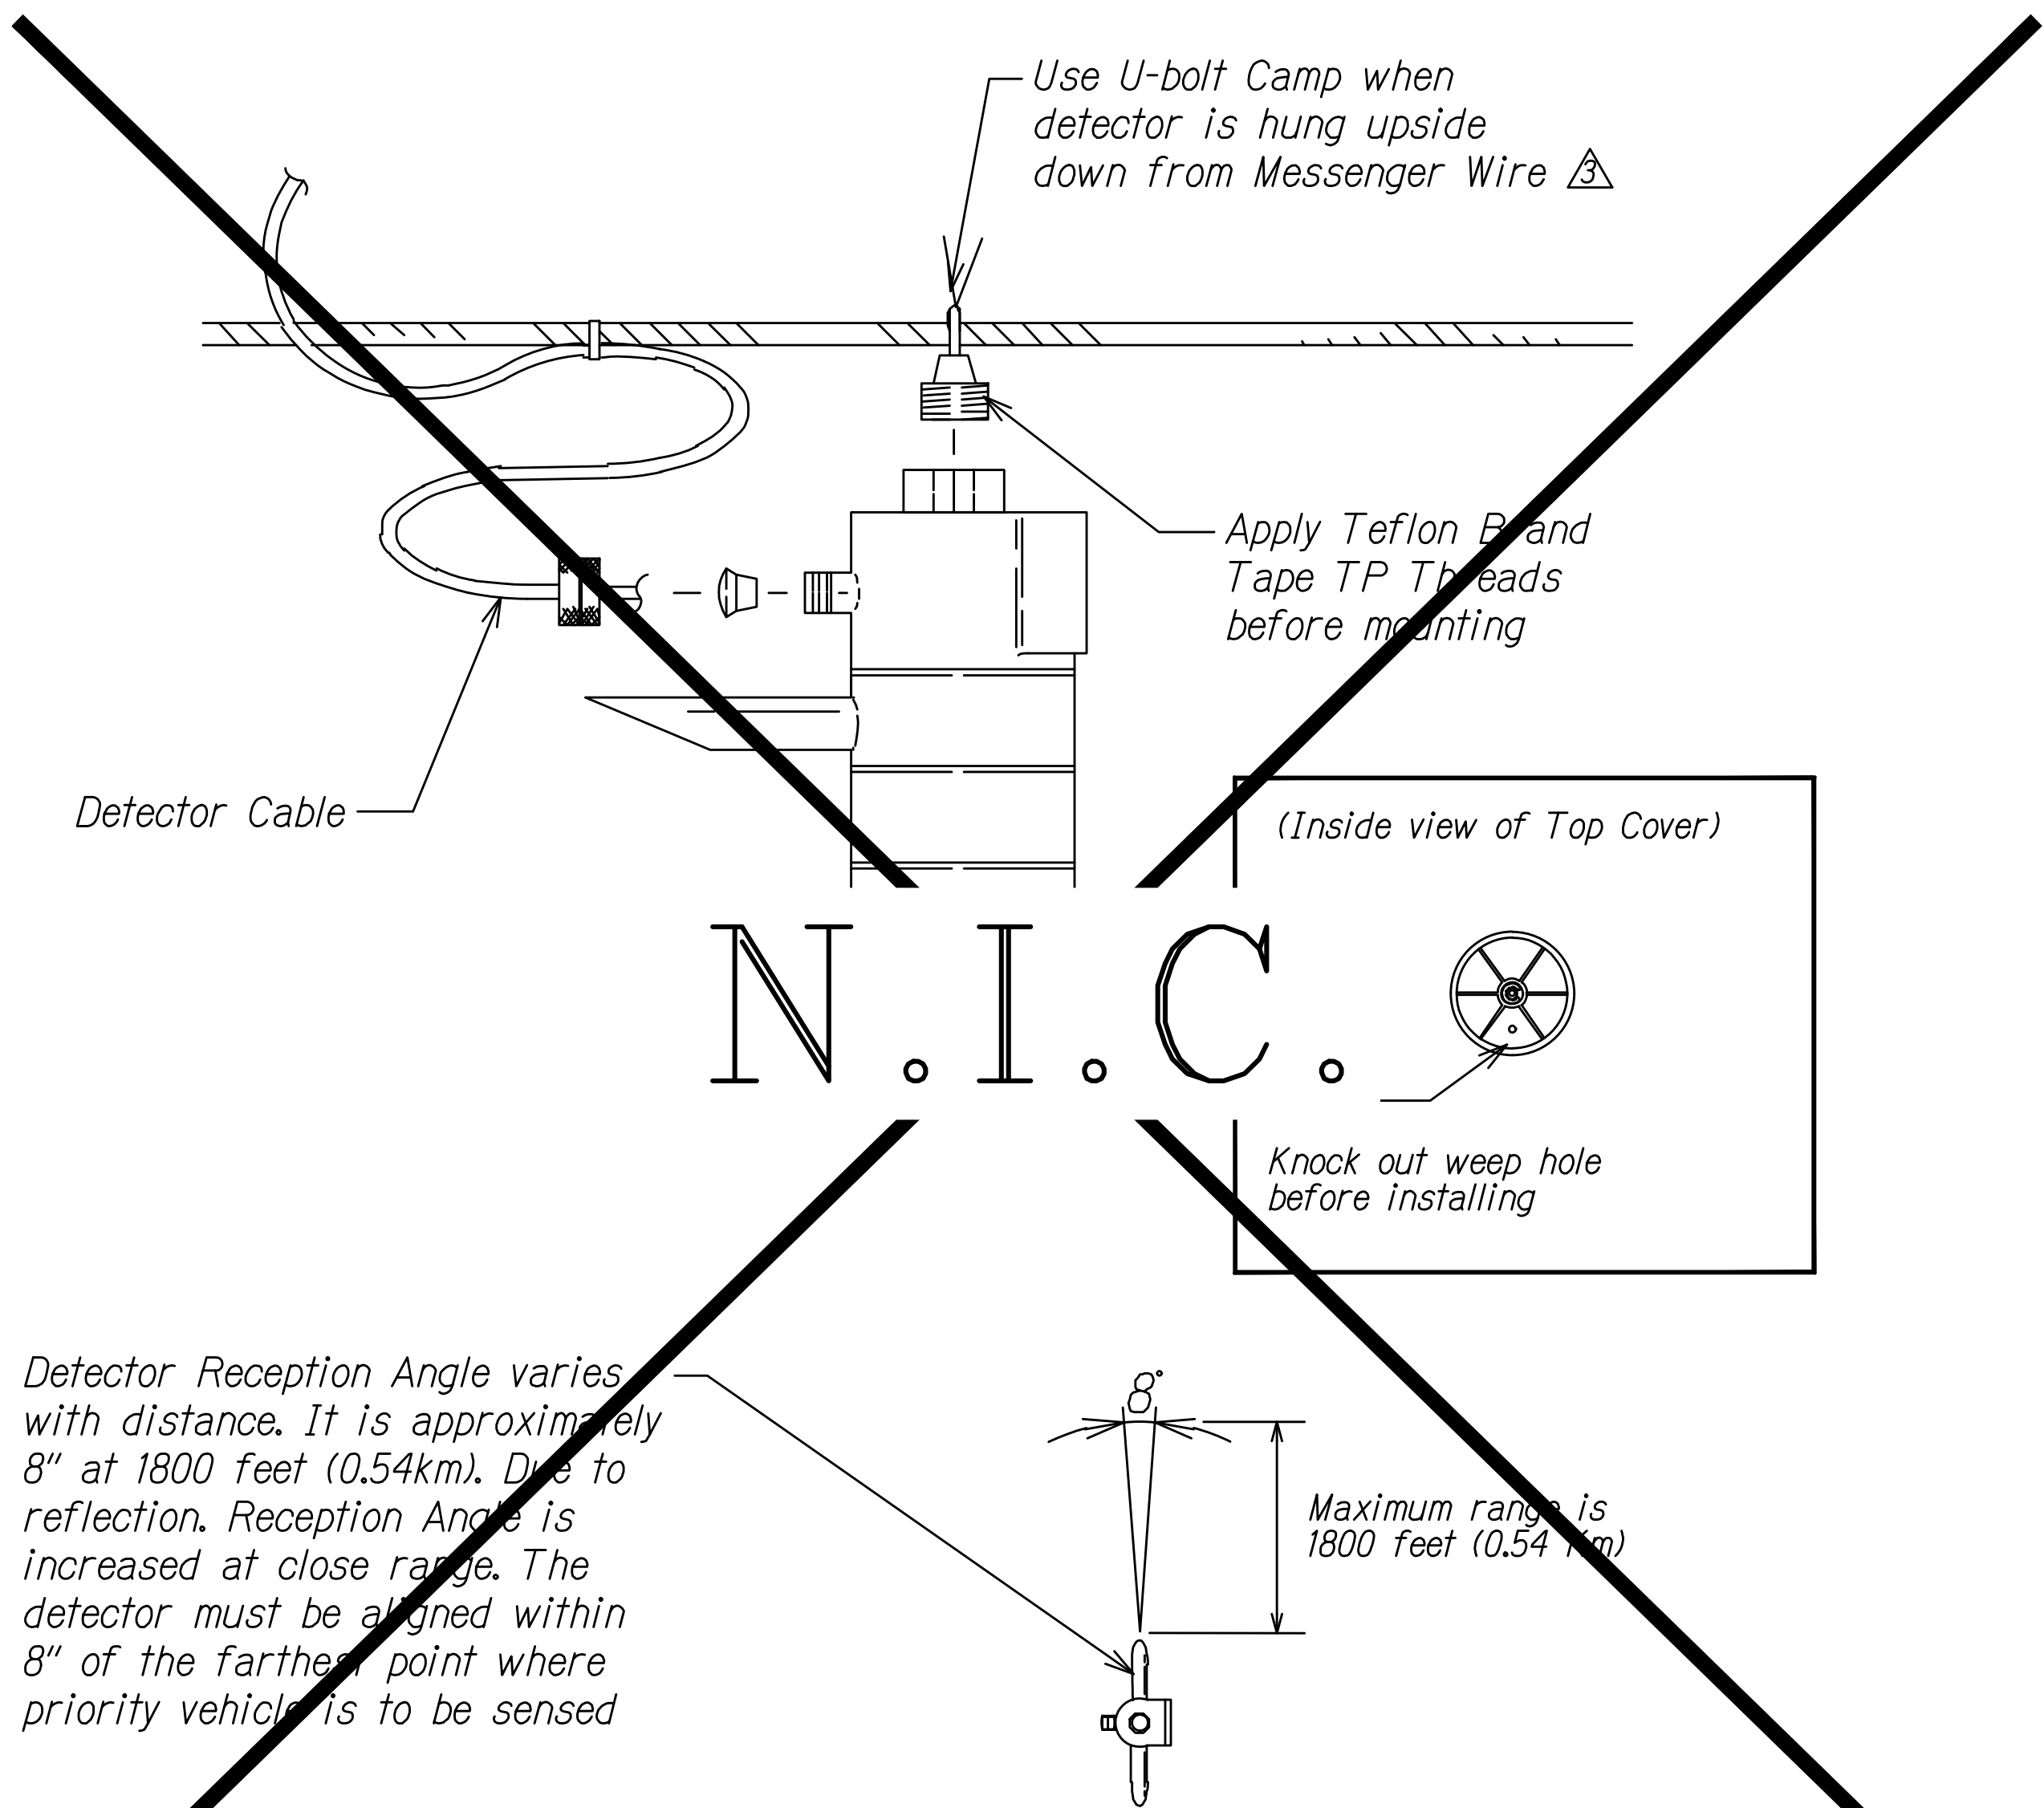 Use U-bolt Camp when
detector is hung upside
down from Messenger Wire 3
Apply Teflon Brand
Tape TP Threads
before mounting
Detector Cable
(Inside view of Top Cover)
N.I.C.
Knock out weep hole
before installing
Detector Reception Angle varies
with distance. It is approximately
8" at 1800 feet (0.54km). Due to
reflection. Reception Angle is
increased at close range. The
detector must be aligned within
8" of the farthest point where
priority vehicle is to be sensed
8°
Maximum range is
1800 feet (0.54 km)